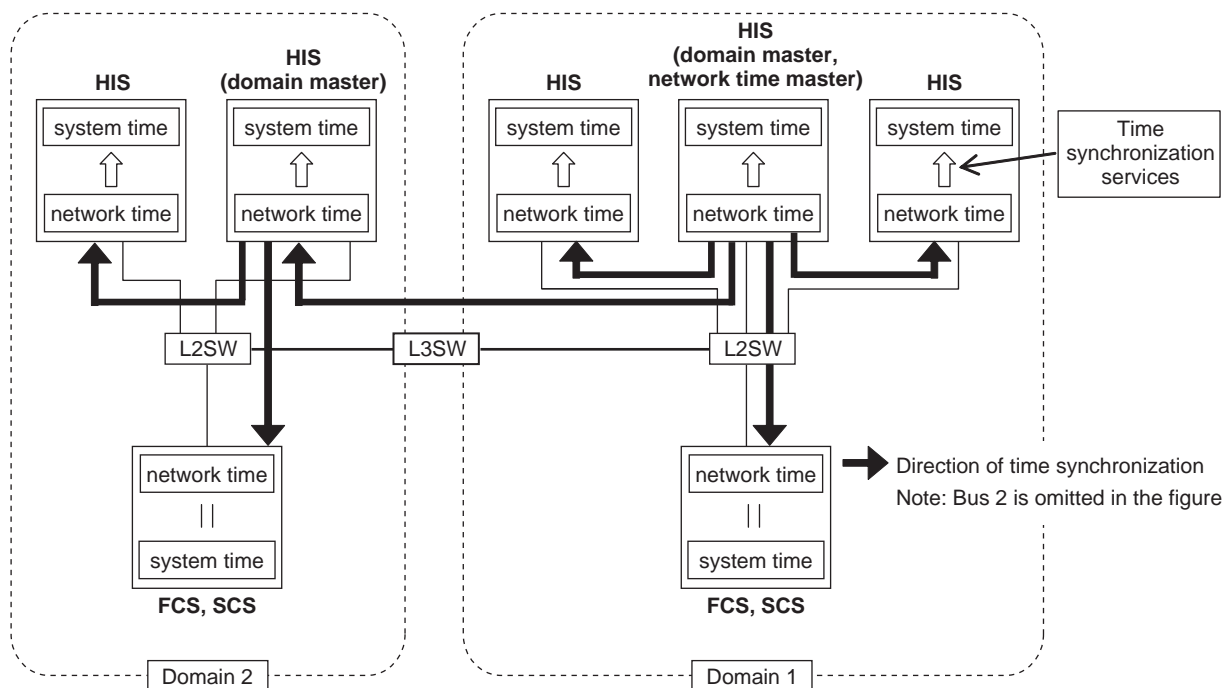 HIS
HIS
(domain master)
system time
network time
system time
network time
HIS
HIS
(domain master,
network time master)
HIS
system time
network time
system time
network time
system time
network time
Time
synchronization
services
L2SW
L3SW
L2SW
network time
system time
FCS, SCS
network time
system time
FCS, SCS
Direction of time synchronization
Note: Bus 2 is omitted in the figure
Domain 2
Domain 1